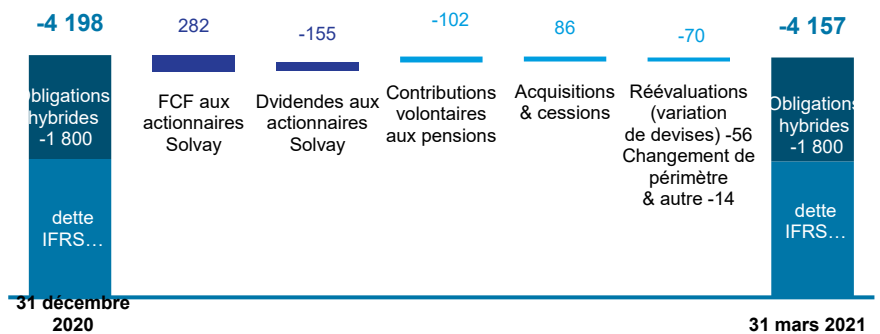 -4 198
282
-155
-102
86
-70
-4 157
Obligations
hybrides
-1 800
FCF aux
actionnaires
Solvay
Dvidendes aux
actionnaires
Solvay
Contributions
volontaires
aux pensions
Acquisitions
& cessions
Réévaluations
(variation
de devises) -56
Changement de
périmètre
& autre -14
Obligations
hybrides
-1 800
dette
IFRS…
dette
IFRS…
31 décembre
2020
31 mars 2021